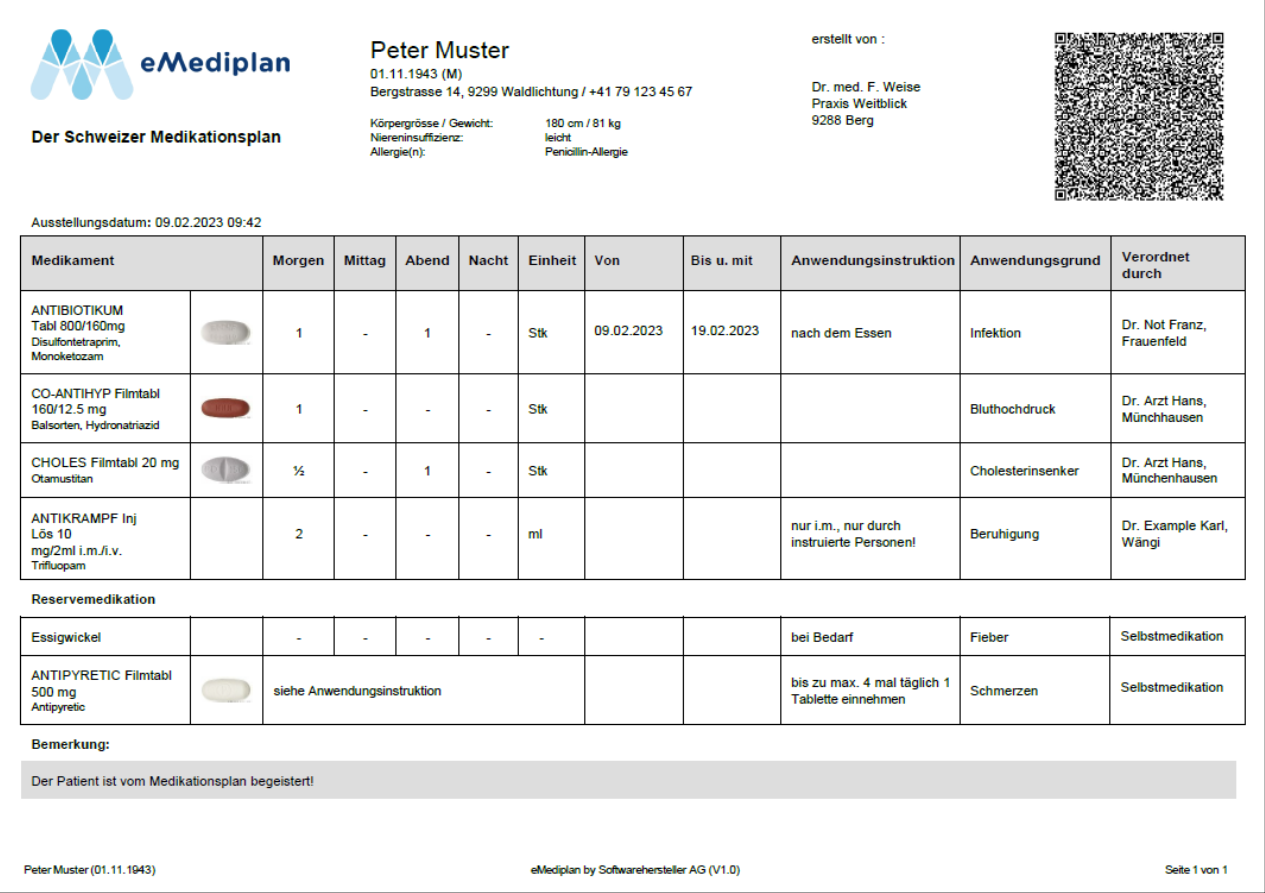 eMediplan
Der Schweizer Medikationsplan
Peter Muster
01.11.1943 (M)
Bergstrasse 14, 9299 Waldlichtung / +41 79 123 45 67
Körpergrösse / Gewicht: 180 cm / 81 kg
Niereninsuffizienz: leicht
Allergie(n): Penicillin-Allergie
erstellt von :
Dr. med. F. Weise
Praxis Weitblick
9288 Berg
Ausstellungsdatum: 09.02.2023 09:42
Medikament Morgen Mittag Abend Nacht Einheit Von Bis u. mit Anwendungsinstruktion Anwendungsgrund Verordnet
durch
ANTIBIOTIKUM
Tabl 800/160mg
Disulfontetraprim,
Monoketozam
1 - 1 - Stk 09.02.2023 19.02.2023 nach dem Essen Infektion Dr. Not Franz,
Frauenfeld
CO-ANTIHYP Filmtabl
160/12.5 mg
Balsorten, Hydronatriazid
1 - - - Stk Bluthochdruck Dr. Arzt Hans,
Münchhausen
CHOLES Filmtabl 20 mg
Otamustitan
½ - 1 - Stk Cholesterinsenker Dr. Arzt Hans,
Münchenhausen
ANTIKRAMPF Inj
Lös 10
mg/2ml i.m./i.v.
Trifluopam
2 - - - ml nur i.m., nur durch
instruierte Personen!
Beruhigung Dr. Example Karl,
Wängi
Reservemedikation
Essigwickel - - - - - bei Bedarf Fieber Selbstmedikation
ANTIPYRETIC Filmtabl
500 mg
Antipyretic
siehe Anwendungsinstruktion bis zu max. 4 mal täglich 1
Tablette einnehmen
Schmerzen Selbstmedikation
Bemerkung:
Der Patient ist vom Medikationsplan begeistert!
Peter Muster (01.11.1943) eMediplan by Softwarehersteller AG (V1.0) Seite 1 von 1